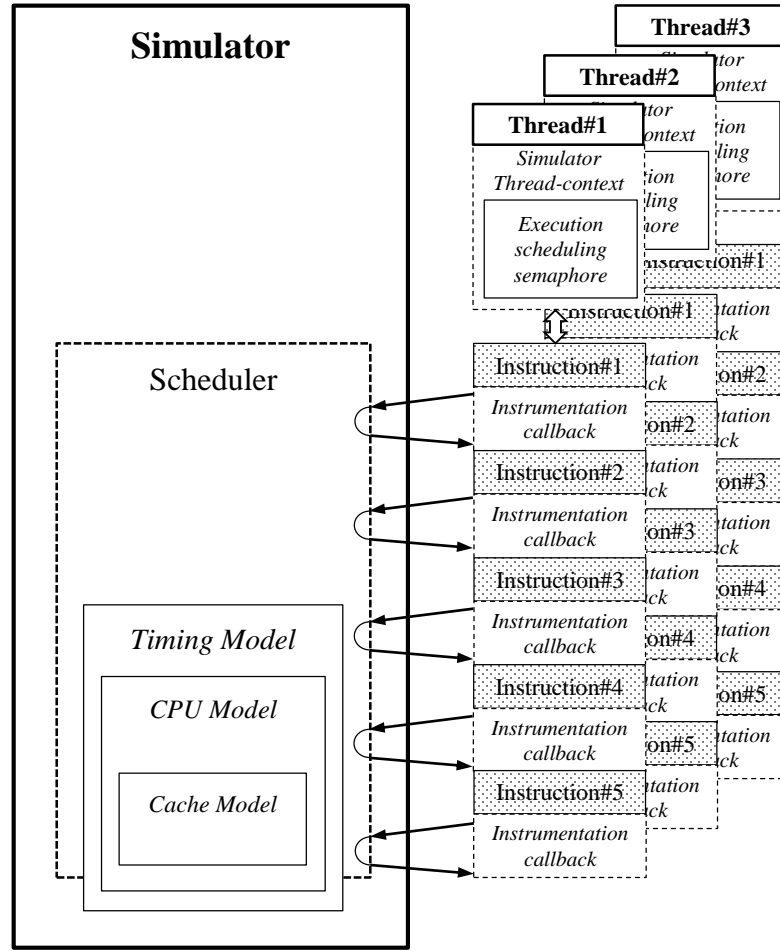 Simulator
Scheduler
Timing Model
CPU Model
Cache Model
Thread#1
Simulator
Thread-context
Execution
scheduling
semaphore
Instruction#1
Instrumentation
callback
Instruction#2
Instrumentation
callback
Instruction#3
Instrumentation
callback
Instruction#4
Instrumentation
callback
Instruction#5
Instrumentation
callback
Thread#2
Instruction#1
Thread#3